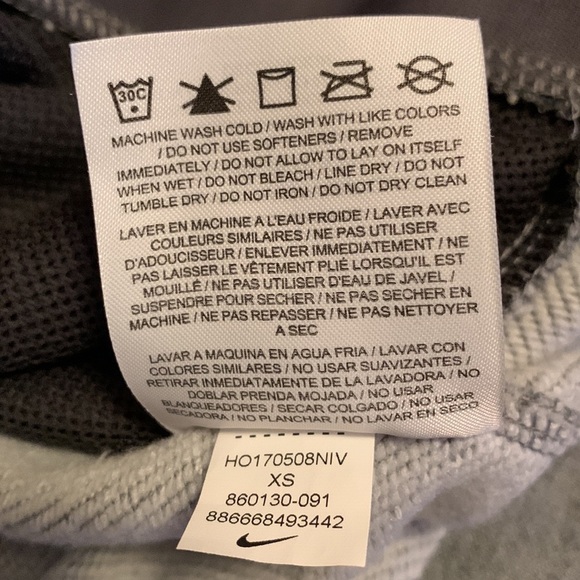 30C
MACHINE WASH COLD / WASH WITH LIKE COLORS
/ DO NOT USE SOFTENERS / REMOVE
IMMEDIATELY / DO NOT ALLOW TO LAY ON ITSELF
WHEN WET / DO NOT BLEACH / LINE DRY / DO NOT
TUMBLE DRY / DO NOT IRON / DO NOT DRY CLEAN
LAVER EN MACHINE A L'EAU FROIDE / LAVER AVEC
COULEURS SIMILAIRES / NE PAS UTILISER
D'ADOUCISSEUR / ENLEVER IMMEDIATEMENT / NE
PAS LAISSER LE VÊTEMENT PLIÉ LORSQU'IL EST
MOUILLÉ / NE PAS UTILISER D'EAU DE JAVEL /
SUSPENDRE POUR SECHER / NE PAS SECHER EN
MACHINE / NE PAS REPASSER / NE PAS NETTOYER
A SEC
LAVAR A MAQUINA EN AGUA FRIA / LAVAR CON
COLORES SIMILARES / NO USAR SUAVIZANTES /
RETIRAR INMEDIATAMENTE DE LA LAVADORA / NO
DOBLAR PRENDA MOJADA / NO USAR
BLANQUEADORES / SECAR COLGADO / NO USAR
SECADORA / NO PLANCHAR / NO LAVAR EN SECO
HO170508NIV
XS
860130-091
886668493442